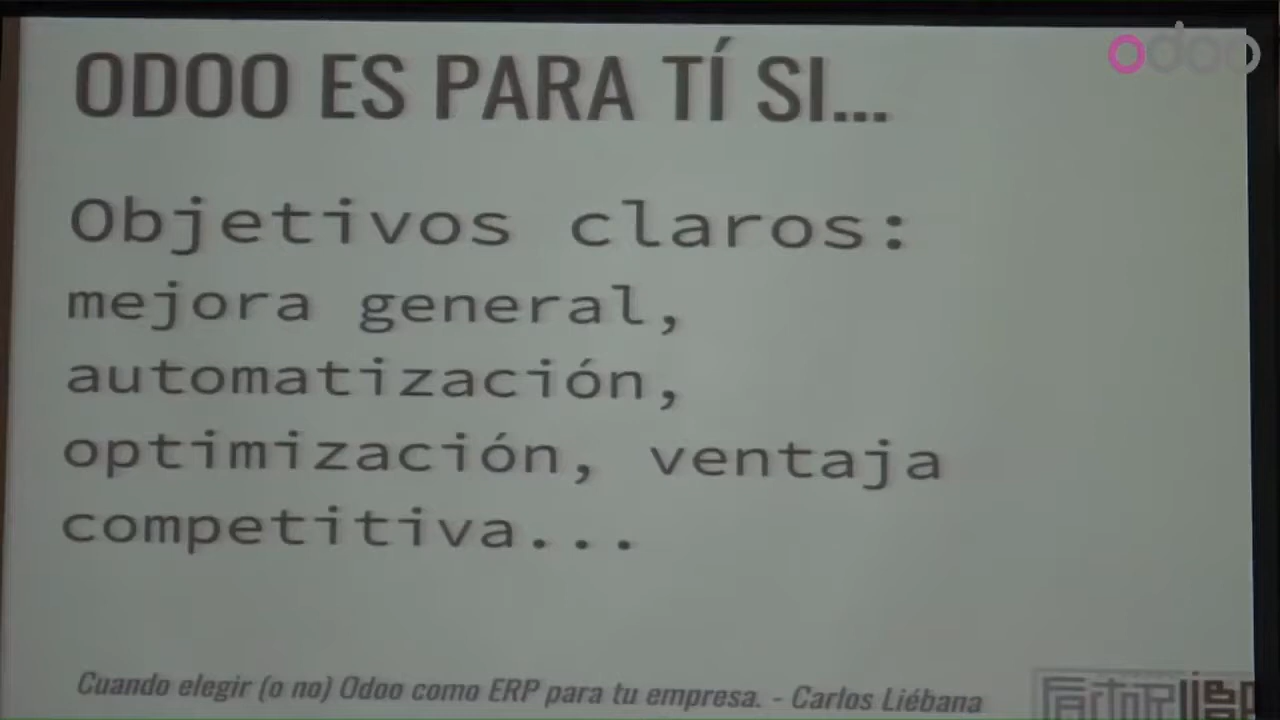 ODOO ES PARA TÍ SI...
odoo
Objetivos claros:
mejora general,
automatización,
optimización, ventaja
competitiva...
Cuando elegir (o no) Odoo como ERP para tu empresa. - Carlos Liébana